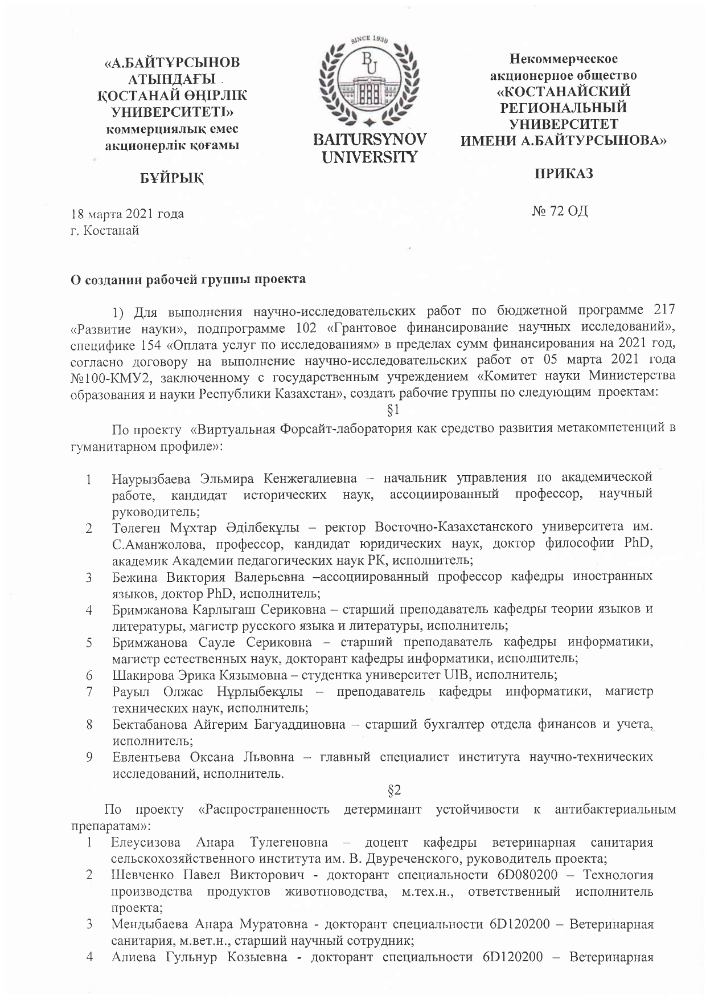 «А.БАЙТҰРСЫНОВ
АТЫНДАҒЫ
ҚОСТАНАЙ ӨҢІРЛІК
УНИВЕРСИТЕТІ»
коммерциялық емес
акционерлік қоғамы
БҰЙРЫҚ
SINCE 1939
BU
BAITURSYNOV
UNIVERSITY
Некоммерческое
акционерное общество
«КОСТАНАЙСКИЙ
РЕГИОНАЛЬНЫЙ
УНИВЕРСИТЕТ
ИМЕНИ А.БАЙТУРСЫНОВА»
ПРИКАЗ
18 марта 2021 года
№ 72 ОД
г. Костанай
О создании рабочей группы проекта
1) Для выполнения научно-исследовательских работ по бюджетной программе 217
«Развитие науки», подпрограмме 102 «Грантовое финансирование научных исследований»,
специфике 154 «Оплата услуг по исследованиям» в пределах сумм финансирования на 2021 год,
согласно договору на выполнение научно-исследовательских работ от 05 марта 2021 года
№100-КМУ2, заключенному с государственным учреждением «Комитет науки Министерства
образования и науки Республики Казахстан», создать рабочие группы по следующим проектам:
§1
По проекту «Виртуальная Форсайт-лаборатория как средство развития метакомпетенций в
гуманитарном профиле»:
1 Наурызбаева Эльмира Кенжегалиевна – начальник управления по академической
работе, кандидат исторических наук, ассоциированный профессор, научный
руководитель;
2 Төлеген Мұхтар Әділбекұлы – ректор Восточно-Казахстанского университета им.
С.Аманжолова, профессор, кандидат юридических наук, доктор философии PhD,
академик Академии педагогических наук РК, исполнитель;
3 Бежина Виктория Валерьевна –ассоциированный профессор кафедры иностранных
языков, доктор PhD, исполнитель;
4 Бримжанова Карлыгаш Сериковна – старший преподаватель кафедры теории языков и
литературы, магистр русского языка и литературы, исполнитель;
5 Бримжанова Сауле Сериковна – старший преподаватель кафедры информатики,
магистр естественных наук, докторант кафедры информатики, исполнитель;
6 Шакирова Эрика Кязымовна – студентка университет UIB, исполнитель;
7 Рауыл Олжас Нұрлыбекұлы – преподаватель кафедры информатики, магистр
технических наук, исполнитель;
8 Бектабанова Айгерим Багуаддиновна – старший бухгалтер отдела финансов и учета,
исполнитель;
9 Евлентьева Оксана Львовна – главный специалист института научно-технических
исследований, исполнитель.
§2
По проекту «Распространенность детерминант устойчивости к антибактериальным
препаратам»:
1 Елеусизова Анара Тулегеновна – доцент кафедры ветеринарная санитария
сельскохозяйственного института им. В. Двуреченского, руководитель проекта;
2 Шевченко Павел Викторович - докторант специальности 6D080200 – Технология
производства продуктов животноводства, м.тех.н., ответственный исполнитель
проекта;
3 Мендыбаева Анара Муратовна - докторант специальности 6D120200 – Ветеринарная
санитария, м.вет.н., старший научный сотрудник;
4 Алиева Гульнур Козыевна - докторант специальности 6D120200 – Ветеринарная